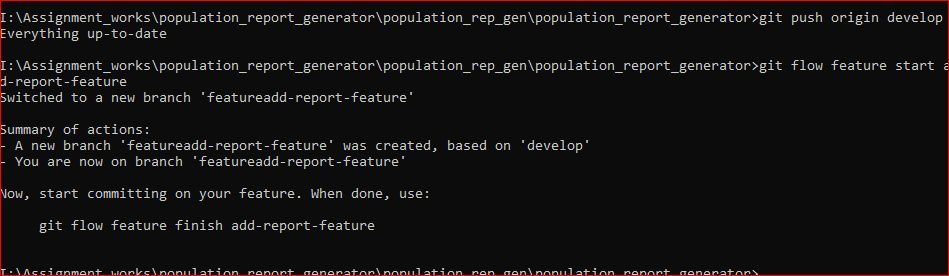 I:\Assignment_works\population_report_generator\population_rep_gen\population_report_generator>git push origin develop
Everything up-to-date
I:\Assignment_works\population_report_generator\population_rep_gen\population_report_generator>git flow feature start a
d-report-feature
Switched to a new branch 'featureadd-report-feature'
Summary of actions:
- A new branch 'featureadd-report-feature' was created, based on 'develop'
- You are now on branch 'featureadd-report-feature'
Now, start committing on your feature. When done, use:
git flow feature finish add-report-feature
I:\Assignment_works\population_report_generator\population_rep_gen\population_report_generator>